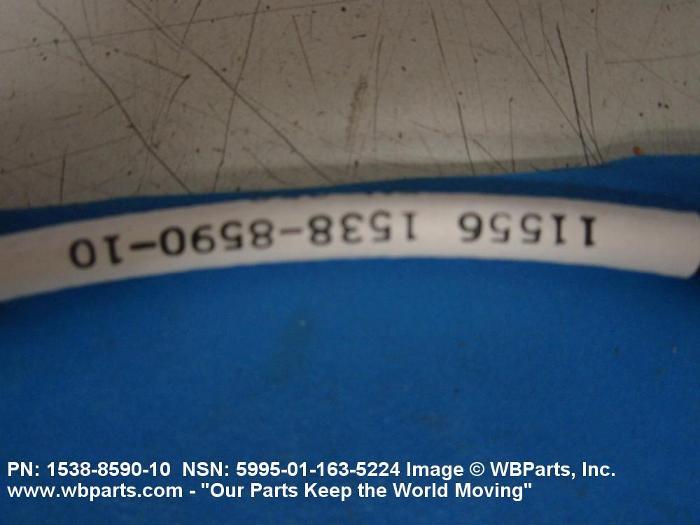 11556 1538-8590-10
PN: 1538-8590-10 NSN: 5995-01-163-5224 Image © WBParts, Inc.
www.wbparts.com - "Our Parts Keep the World Moving"